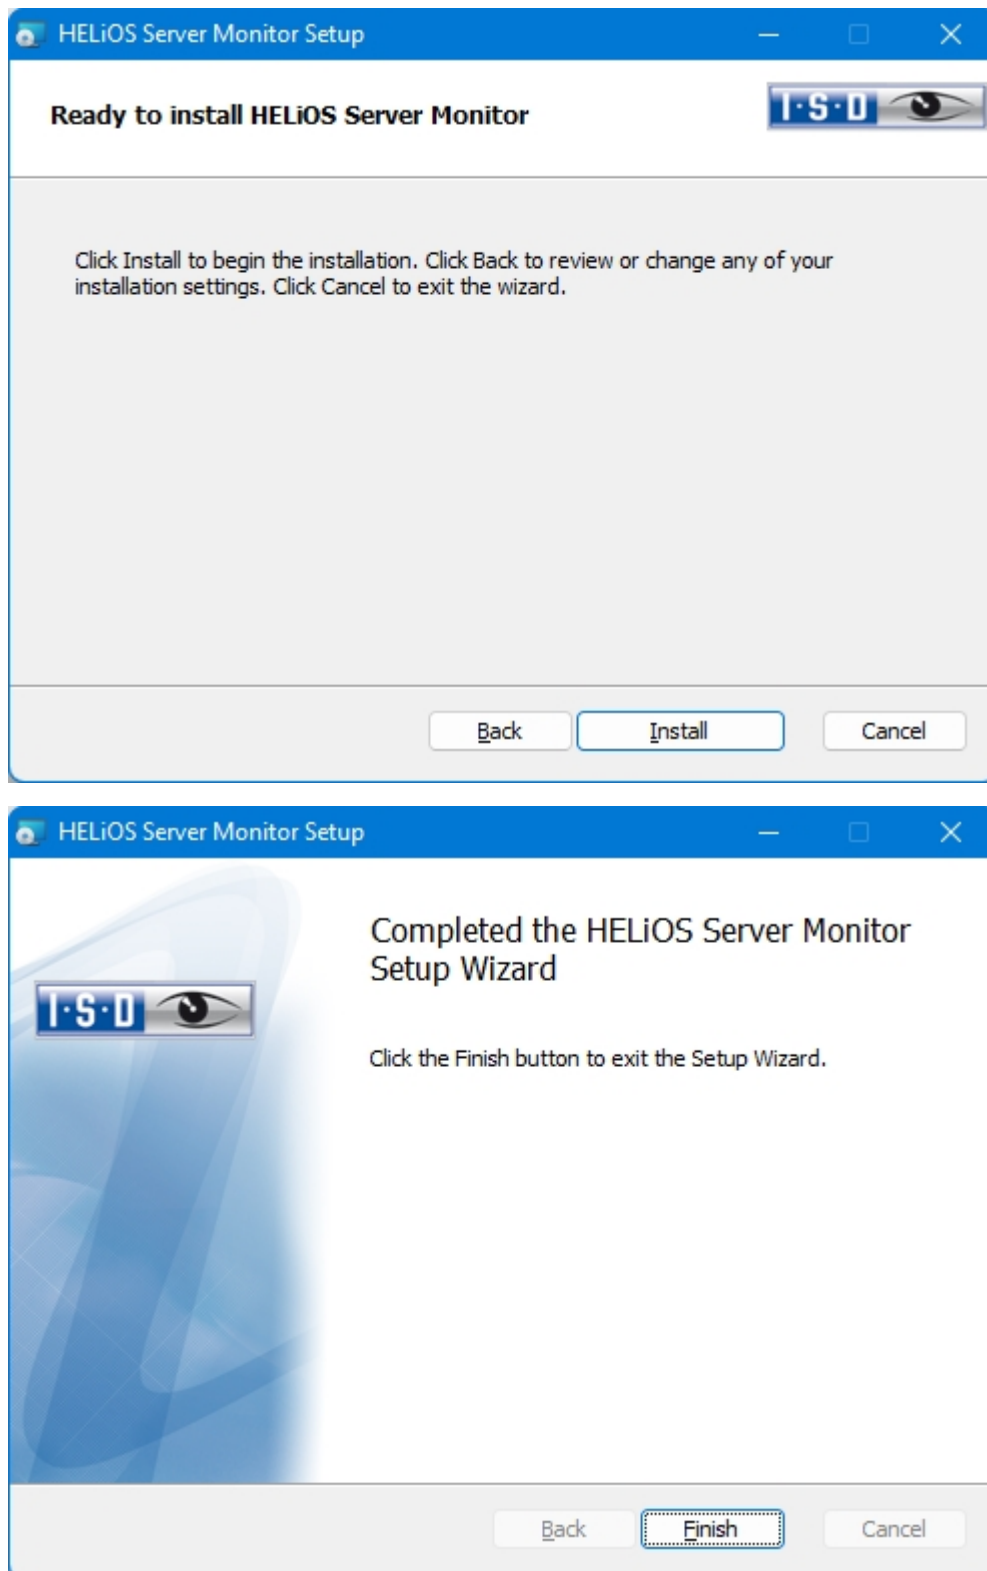 HELiOS Server Monitor Setup
Ready to install HELiOS Server Monitor
I·S·D
Click Install to begin the installation. Click Back to review or change any of your
installation settings. Click Cancel to exit the wizard.
Back Install Cancel
HELiOS Server Monitor Setup
Completed the HELiOS Server Monitor
Setup Wizard
I·S·D
Click the Finish button to exit the Setup Wizard.
Back Finish Cancel